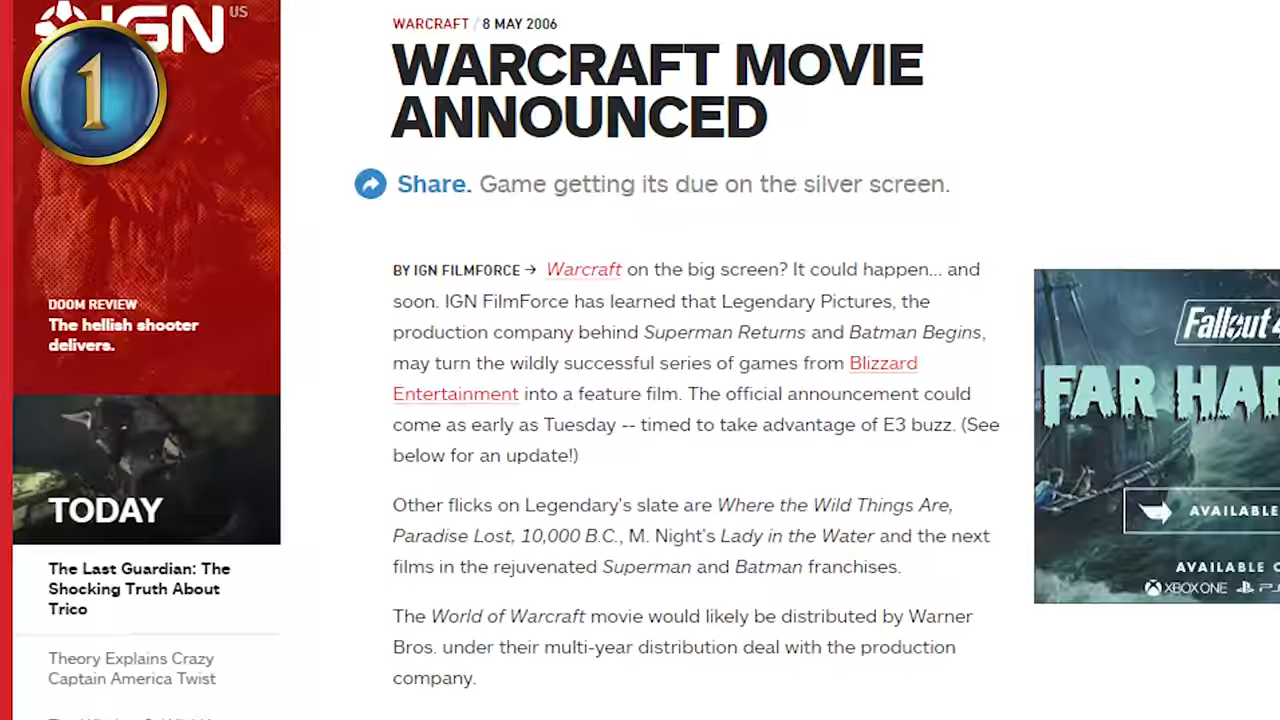 IGN
US
1
DOOM REVIEW
The hellish shooter
delivers.
TODAY
The Last Guardian: The
Shocking Truth About
Trico
Theory Explains Crazy
Captain America Twist
WARCRAFT / 8 MAY 2006
WARCRAFT MOVIE
ANNOUNCED
Share. Game getting its due on the silver screen.
BY IGN FILMFORCE → Warcraft on the big screen? It could happen... and
soon. IGN FilmForce has learned that Legendary Pictures, the
production company behind Superman Returns and Batman Begins,
may turn the wildly successful series of games from Blizzard
Entertainment into a feature film. The official announcement could
come as early as Tuesday -- timed to take advantage of E3 buzz. (See
below for an update!)
Other flicks on Legendary's slate are Where the Wild Things Are,
Paradise Lost, 10,000 B.C., M. Night's Lady in the Water and the next
films in the rejuvenated Superman and Batman franchises.
The World of Warcraft movie would likely be distributed by Warner
Bros. under their multi-year distribution deal with the production
company.
Fallout 4
FAR HAR
AVAILABLE
AVAILABLE
XBOX ONE